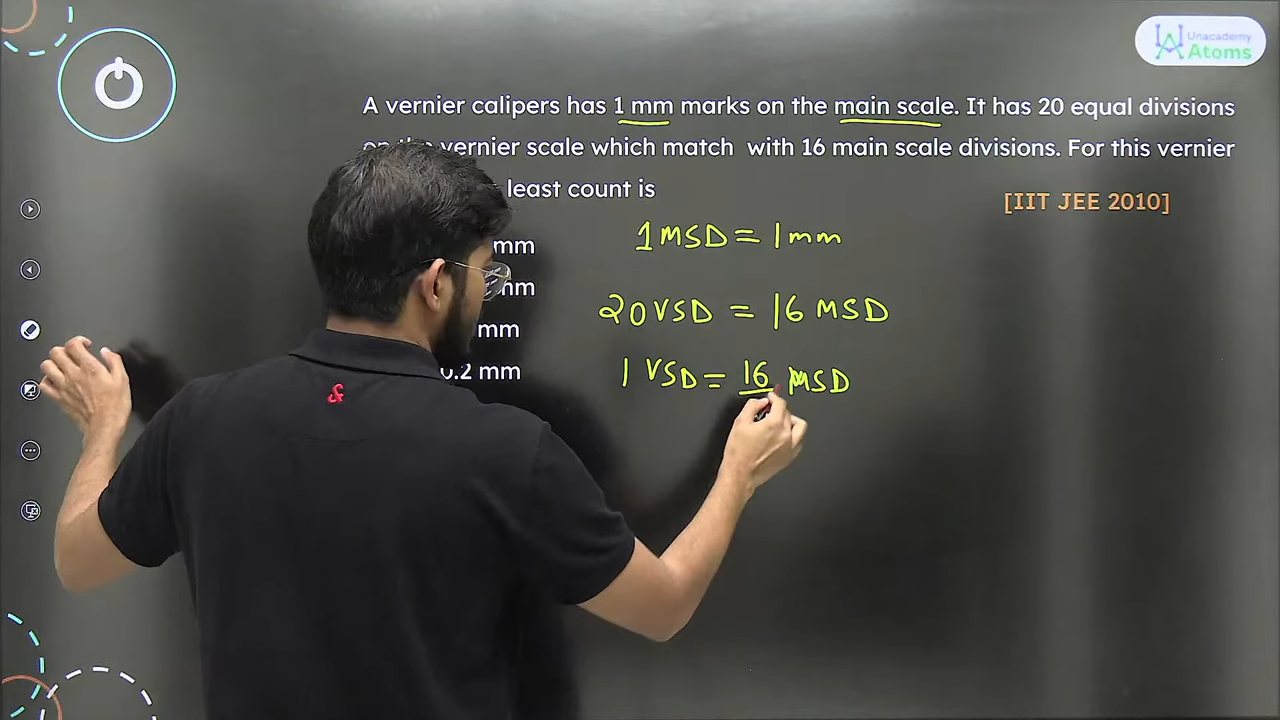 Unacademy
Atoms
A vernier calipers has 1 mm marks on the main scale. It has 20 equal divisions
vernier scale which match with 16 main scale divisions. For this vernier
least count is
[IIT JEE 2010]
mm
1 MSD = 1 mm
mm
20 VSD = 16 MSD
mm
0.2 mm
1 VSD = 16 MSD
&